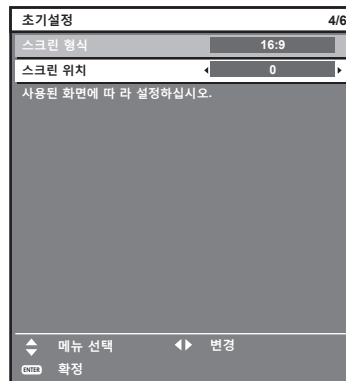 초기설정 4/6
스크린 형식 16:9
스크린 위치 0
사용된 화면에 따 라 설정하십시오.
메뉴 선택 변경
ENTER 확정